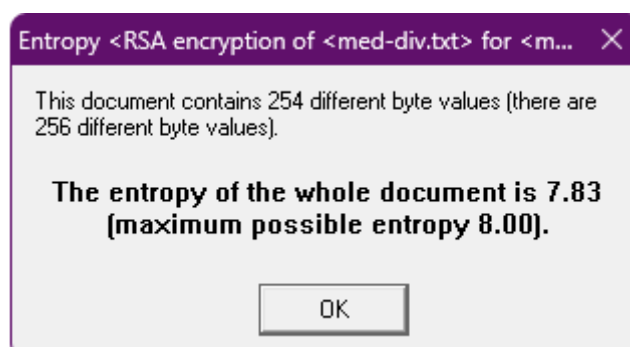 Entropy <RSA encryption of <med-div.txt> for <m...
This document contains 254 different byte values (there are
256 different byte values).
The entropy of the whole document is 7.83
(maximum possible entropy 8.00).
OK